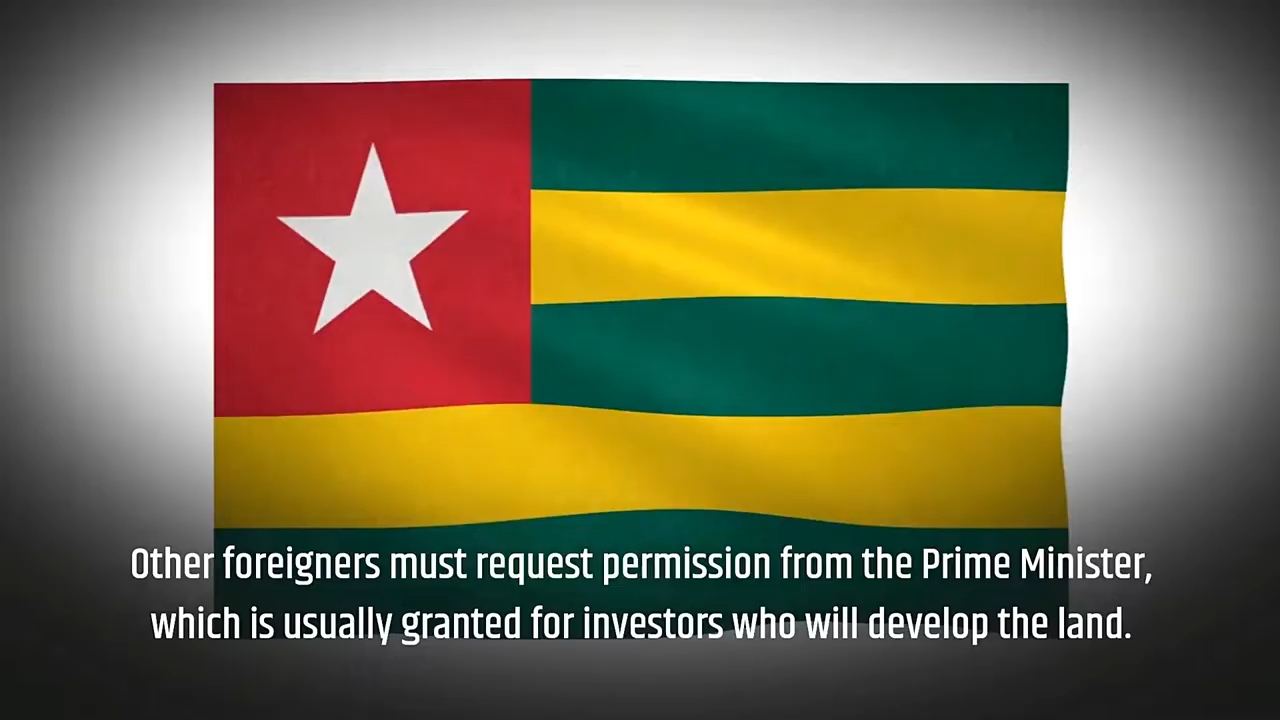 Other foreigners must request permission from the Prime Minister,
which is usually granted for investors who will develop the land.